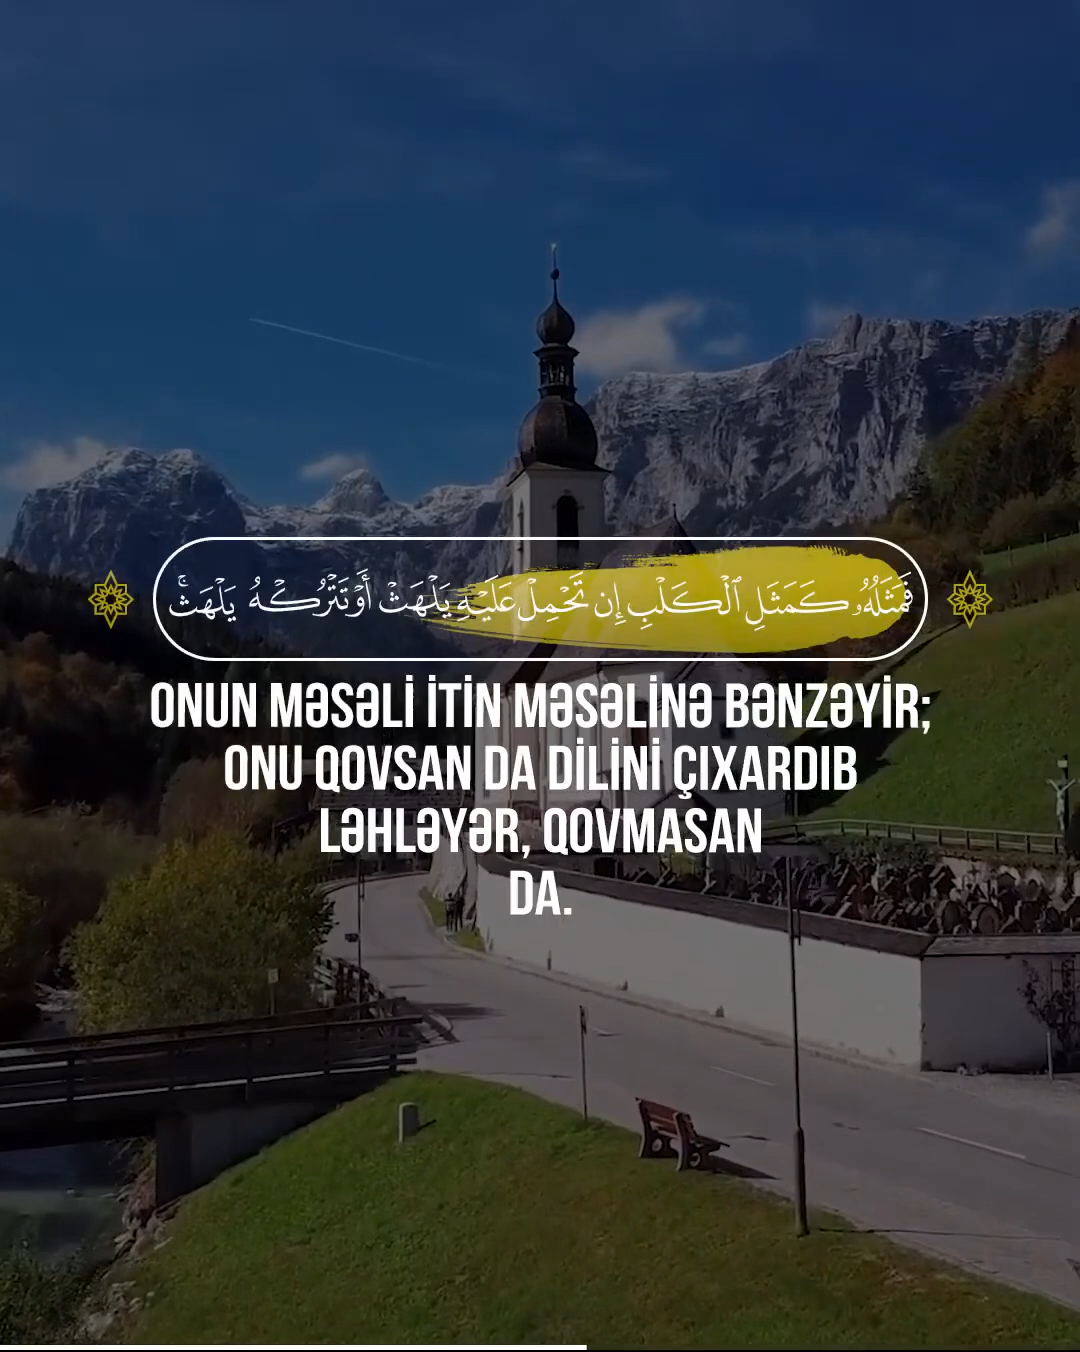 فَمَثَلُهُۥ كَمَثَلِ ٱلْكَلْبِ إِن تَحْمِلْ عَلَيْهِ يَلْهَثْ أَوْ تَتْرُكْهُ يَلْهَثۚ
ONUN MƏSƏLİ İTİN MƏSƏLİNƏ BƏNZƏYİR;
ONU QOVSAN DA DİLİNİ ÇIXARDIB
LƏHLƏYƏR, QOVMASAN
DA.